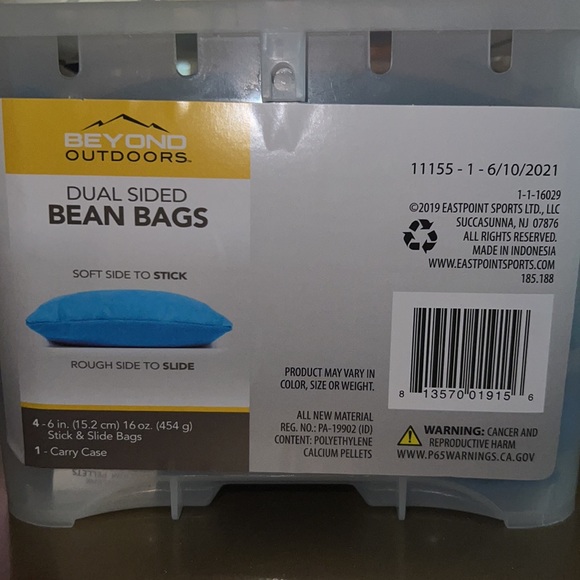 BEYOND
OUTDOORS™
DUAL SIDED
BEAN BAGS
SOFT SIDE TO STICK
ROUGH SIDE TO SLIDE
4 - 6 in. (15.2 cm) 16 oz. (454 g)
Stick & Slide Bags
1 - Carry Case
11155 - 1 - 6/10/2021
1-1-16029
©2019 EASTPOINT SPORTS LTD., LLC
SUCCASUNNA, NJ 07876
ALL RIGHTS RESERVED.
MADE IN INDONESIA
WWW.EASTPOINTSPORTS.COM
185.188
PRODUCT MAY VARY IN
COLOR, SIZE OR WEIGHT.
ALL NEW MATERIAL
REG. NO.: PA-19902 (ID)
CONTENT: POLYETHYLENE
CALCIUM PELLETS
8 13570 01915 6
WARNING: CANCER AND
REPRODUCTIVE HARM
WWW.P65WARNINGS.CA.GOV